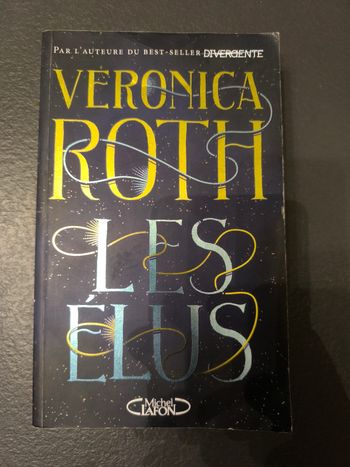 PAR L'AUTEURE DU BEST-SELLER DIVERGENTE
VERONICA
ROTH
LES
ÉLUS
Michel
LAFON